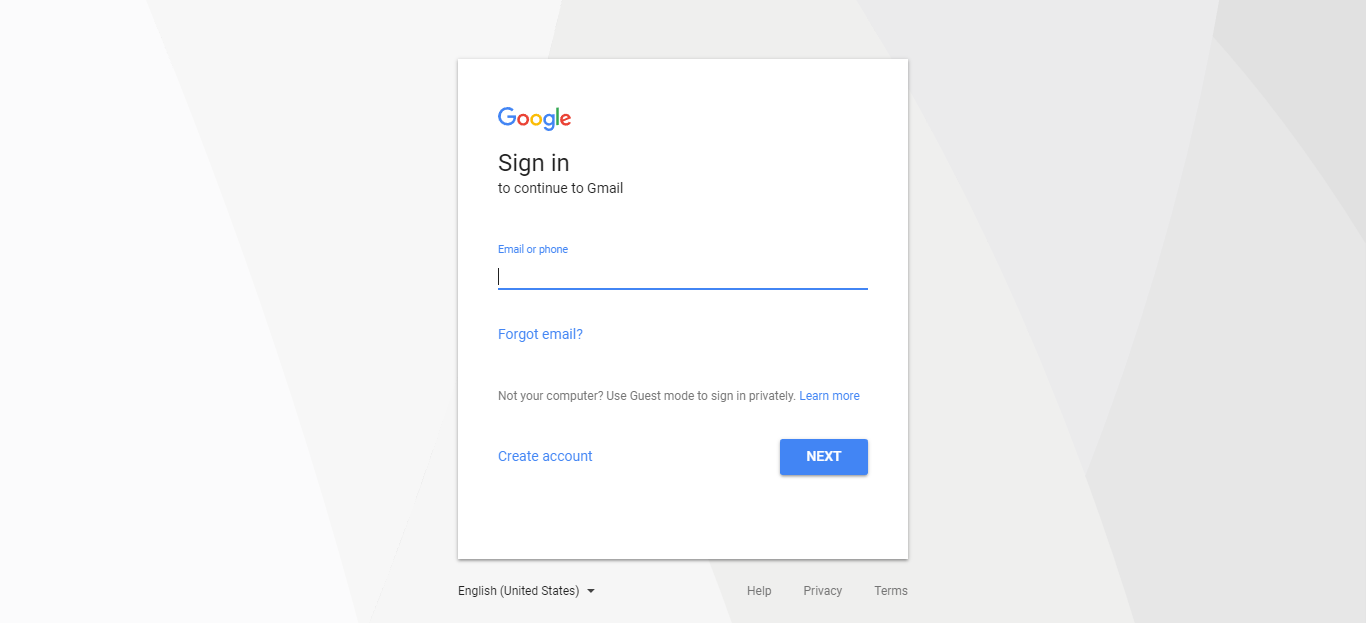 Google
Sign in
to continue to Gmail
Email or phone
Forgot email?
Not your computer? Use Guest mode to sign in privately. Learn more
Create account
NEXT
English (United States)
Help
Privacy
Terms